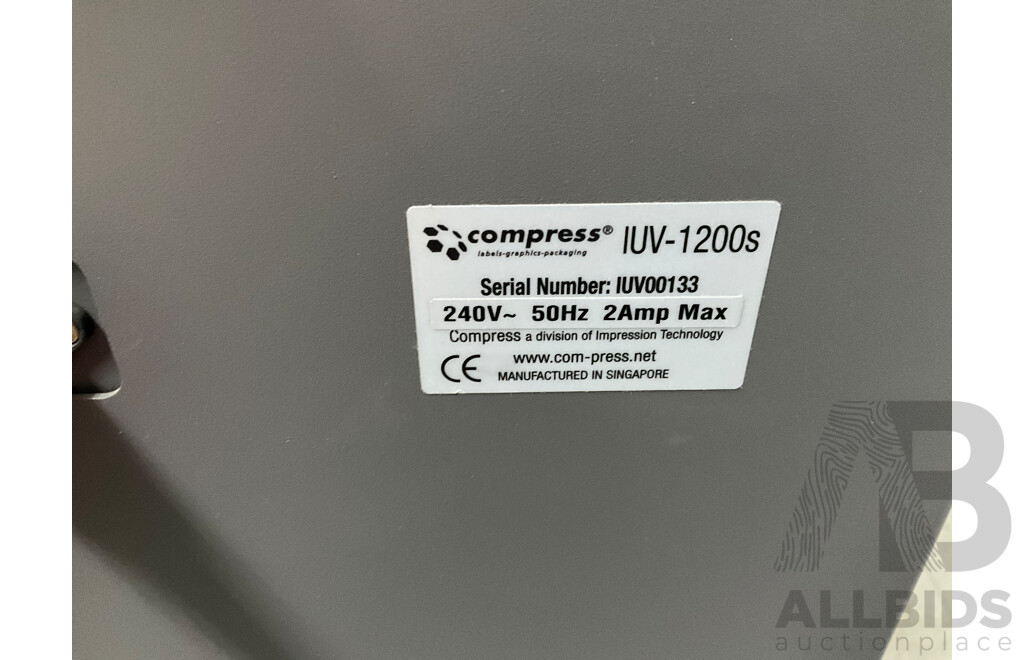 compress® IUV-1200s
labels-graphics-packaging
Serial Number: IUV00133
240V~ 50Hz 2Amp Max
Compress a division of Impression Technology
www.com-press.net
CE MANUFACTURED IN SINGAPORE
AB
ALLBIDS
auctionplace